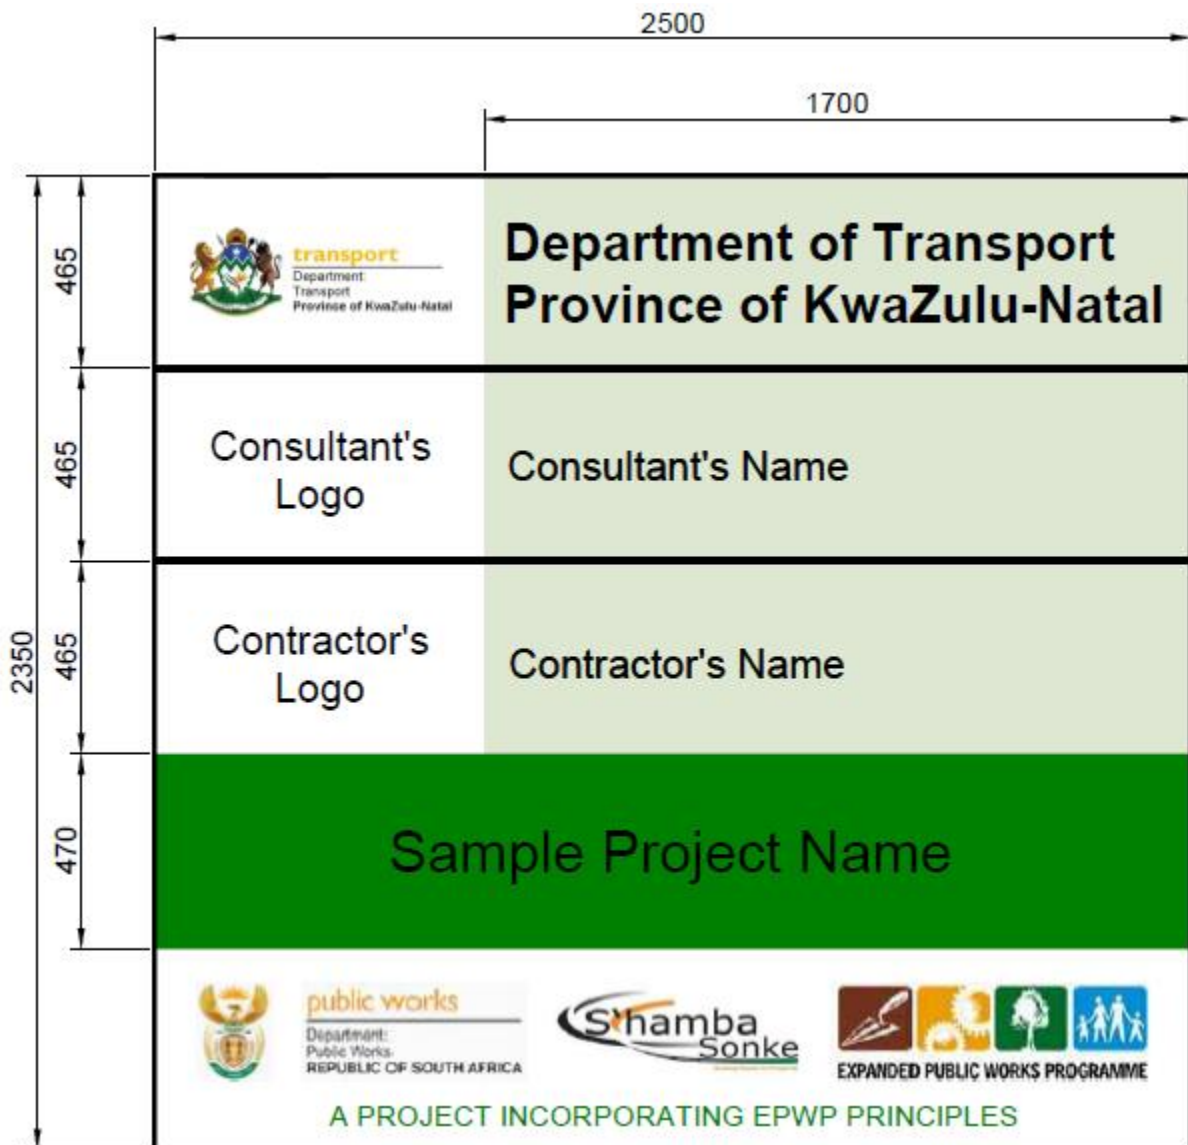 2500
1700
465
transport
Department
Transport
Province of KwaZulu-Natal
Department of Transport
Province of KwaZulu-Natal
465
Consultant's
Logo
Consultant's Name
2350
465
Contractor's
Logo
Contractor's Name
470
Sample Project Name
public works
Department:
Public Works
REPUBLIC OF SOUTH AFRICA
S'hamba
Sonke
EXPANDED PUBLIC WORKS PROGRAMME
A PROJECT INCORPORATING EPWP PRINCIPLES